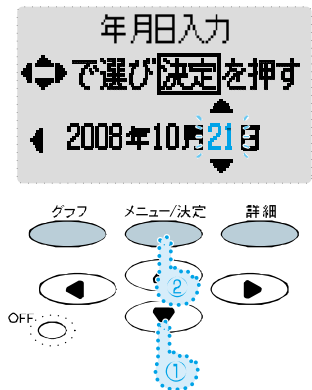 年月日入力
で選び決定を押す
2008年10月21日
グラフ メニュー/決定 詳細
②
OFF
①